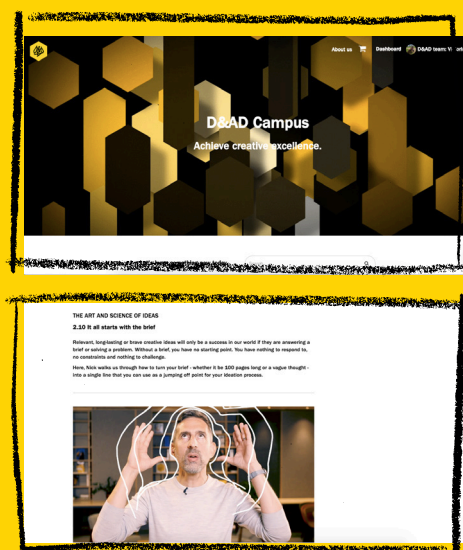 About us
Dashboard
D&AD team: Vi
D&AD Campus
Achieve creative excellence.
THE ART AND SCIENCE OF IDEAS
2.10 It all starts with the brief
Relevant, long-lasting or brave creative ideas will only be a success in our world if they are answering a
brief or solving a problem. Without a brief, you have no starting point. You have nothing to respond to,
no constraints and nothing to challenge.
Here, Nick walks us through how to turn your brief - whether it be 100 pages long or a vague thought -
into a single line that you can use as a jumping off point for your ideation process.